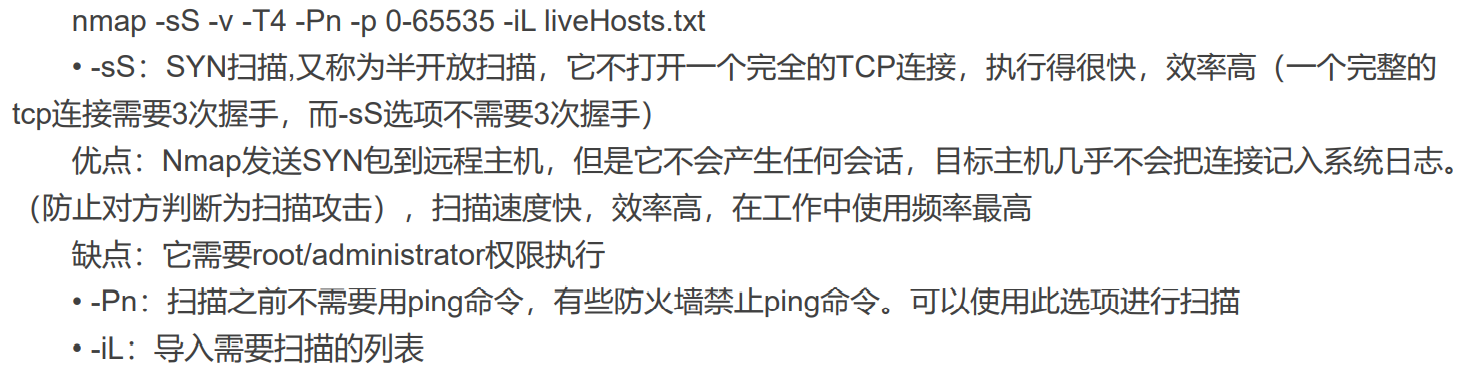 nmap -sS -v -T4 -Pn -p 0-65535 -iL liveHosts.txt
• -sS：SYN扫描,又称为半开放扫描，它不打开一个完全的TCP连接，执行得很快，效率高（一个完整的
tcp连接需要3次握手，而-sS选项不需要3次握手）
优点：Nmap发送SYN包到远程主机，但是它不会产生任何会话，目标主机几乎不会把连接记入系统日志。
（防止对方判断为扫描攻击），扫描速度快，效率高，在工作中使用频率最高
缺点：它需要root/administrator权限执行
• -Pn：扫描之前不需要用ping命令，有些防火墙禁止ping命令。可以使用此选项进行扫描
• -iL：导入需要扫描的列表